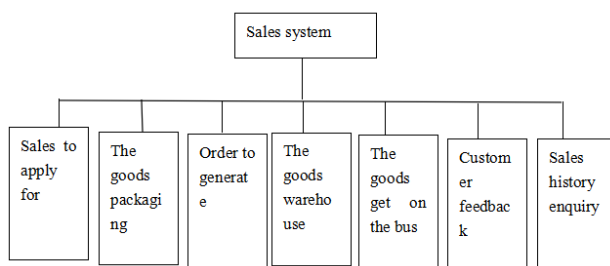 Sales system
Sales to
apply
for
The
goods
packagi
ng
Order to
generat
e
The
goods
wareho
use
The
goods
get on
the bus
Custom
er
feedbac
k
Sales
history
enquiry